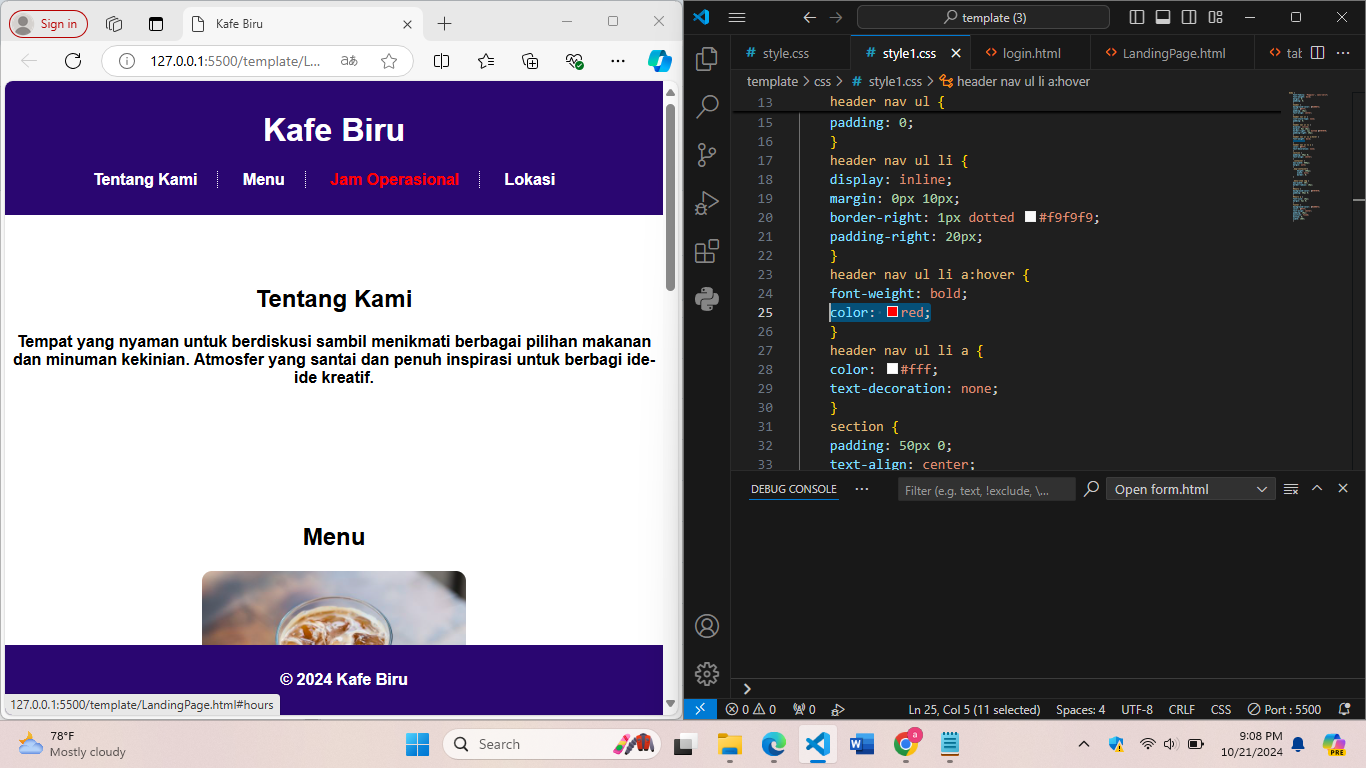 Sign in
Kafe Biru
127.0.0.1:5500/template/L...
Kafe Biru
Tentang Kami
Menu
Jam Operasional
Lokasi
Tentang Kami
Tempat yang nyaman untuk berdiskusi sambil menikmati berbagai pilihan makanan
dan minuman kekinian. Atmosfer yang santai dan penuh inspirasi untuk berbagi ide-
ide kreatif.
Menu
© 2024 Kafe Biru
127.0.0.1:5500/template/LandingPage.html#hours
template (3)
# style.css
# style1.css
<> login.html
<> LandingPage.html
<> tab
template > css > # style1.css > header nav ul li a:hover
13 header nav ul {
15 padding: 0;
16 }
17 header nav ul li {
18 display: inline;
19 margin: 0px 10px;
20 border-right: 1px dotted #f9f9f9;
21 padding-right: 20px;
22 }
23 header nav ul li a:hover {
24 font-weight: bold;
25 color: red;
26 }
27 header nav ul li a {
28 color: #fff;
29 text-decoration: none;
30 }
31 section {
32 padding: 50px 0;
33 text-align: center;
DEBUG CONSOLE
Filter (e.g. text, !exclude, \...
Open form.html
0 0 0
Ln 25, Col 5 (11 selected)
Spaces: 4
UTF-8
CRLF
CSS
Port : 5500
78°F
Mostly cloudy
Search
a
PRE
9:08 PM
10/21/2024